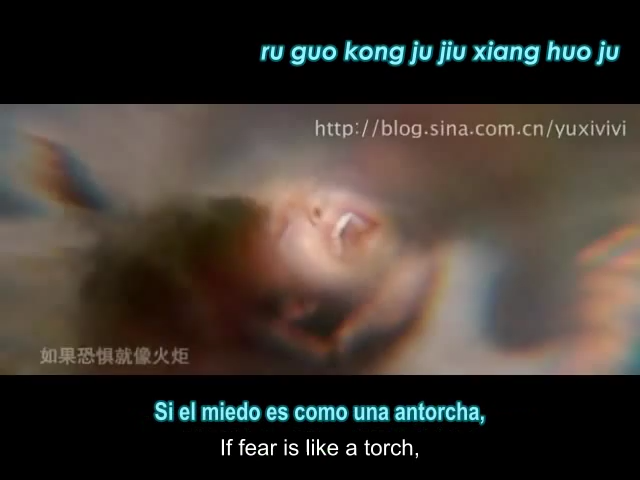 ru guo kong ju jiu xiang huo ju
http://blog.sina.com.cn/yuxivivi
如果恐惧就像火炬
Si el miedo es como una antorcha,
If fear is like a torch,